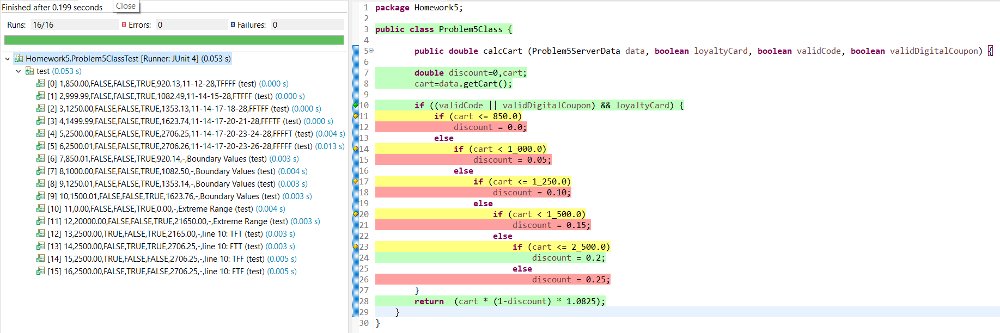 Finished after 0.199 seconds
Close
Runs: 16/16 Errors: 0 Failures: 0
Homework5.Problem5ClassTest [Runner: JUnit 4] (0.053 s)
test (0.053 s)
[0] 1,850.00,FALSE,FALSE,TRUE,920.13,11-12-28,TFFFF (test) (0.000 s)
[1] 2,999.99,FALSE,FALSE,TRUE,1082.49,11-14-15-28,FTFFF (test) (0.000 s)
[2] 3,1250.00,FALSE,FALSE,TRUE,1353.13,11-14-17-18-28,FFTFF (test) (0.000 s)
[3] 4,1499.99,FALSE,FALSE,TRUE,1623.74,11-14-17-20-21-28,FFFTF (test) (0.000 s)
[4] 5,2500.00,FALSE,FALSE,TRUE,2706.25,11-14-17-20-23-24-28,FFFFT (test) (0.004 s)
[5] 6,2500.01,FALSE,FALSE,TRUE,2706.26,11-14-17-20-23-26-28,FFFFF (test) (0.013 s)
[6] 7,850.01,FALSE,FALSE,TRUE,920.14,-,Boundary Values (test) (0.003 s)
[7] 8,1000.00,FALSE,FALSE,TRUE,1082.50,-,Boundary Values (test) (0.004 s)
[8] 9,1250.01,FALSE,FALSE,TRUE,1353.14,-,Boundary Values (test) (0.003 s)
[9] 10,1500.01,FALSE,FALSE,TRUE,1623.76,-,Boundary Values (test) (0.003 s)
[10] 11,0.00,FALSE,FALSE,TRUE,0.00,-,Extreme Range (test) (0.004 s)
[11] 12,20000.00,FALSE,FALSE,TRUE,21650.00,-,Extreme Range (test) (0.003 s)
[12] 13,2500.00,TRUE,FALSE,TRUE,2165.00,-,line 10: TFT (test) (0.003 s)
[13] 14,2500.00,FALSE,TRUE,TRUE,2706.25,-,line 10: FTT (test) (0.003 s)
[14] 15,2500.00,TRUE,FALSE,FALSE,2706.25,-,line 10: TFF (test) (0.005 s)
[15] 16,2500.00,FALSE,TRUE,FALSE,2706.25,-,line 10: FTF (test) (0.005 s)
1 package Homework5;
2
3 public class Problem5Class {
4
5 public double calcCart (Problem5ServerData data, boolean loyaltyCard, boolean validCode, boolean validDigitalCoupon) {
6
7 double discount=0,cart;
8 cart=data.getCart();
9
10 if ((validCode || validDigitalCoupon) && loyaltyCard) {
11 if (cart <= 850.0)
12 discount = 0.0;
13 else
14 if (cart < 1_000.0)
15 discount = 0.05;
16 else
17 if (cart <= 1_250.0)
18 discount = 0.10;
19 else
20 if (cart < 1_500.0)
21 discount = 0.15;
22 else
23 if (cart <= 2_500.0)
24 discount = 0.2;
25 else
26 discount = 0.25;
27 }
28 return (cart * (1-discount) * 1.0825);
29 }
30 }